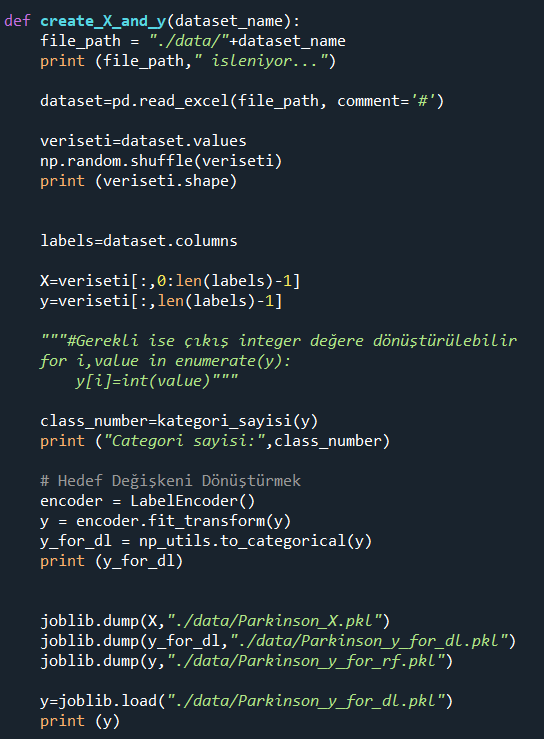 def create_X_and_y(dataset_name):
    file_path = "./data/"+dataset_name
    print (file_path," isleniyor...")
    dataset=pd.read_excel(file_path, comment='#')
    veriseti=dataset.values
    np.random.shuffle(veriseti)
    print (veriseti.shape)
    labels=dataset.columns
    X=veriseti[:,0:len(labels)-1]
    y=veriseti[:,len(labels)-1]
    """#Gerekli ise çıkış integer değere dönüştürülebilir
    for i,value in enumerate(y):
        y[i]=int(value)"""
    class_number=kategori_sayisi(y)
    print ("Categori sayisi:",class_number)
    # Hedef Değişkeni Dönüştürmek
    encoder = LabelEncoder()
    y = encoder.fit_transform(y)
    y_for_dl = np_utils.to_categorical(y)
    print (y_for_dl)
    joblib.dump(X,"./data/Parkinson_X.pkl")
    joblib.dump(y_for_dl,"./data/Parkinson_y_for_dl.pkl")
    joblib.dump(y,"./data/Parkinson_y_for_rf.pkl")
    y=joblib.load("./data/Parkinson_y_for_dl.pkl")
    print (y)